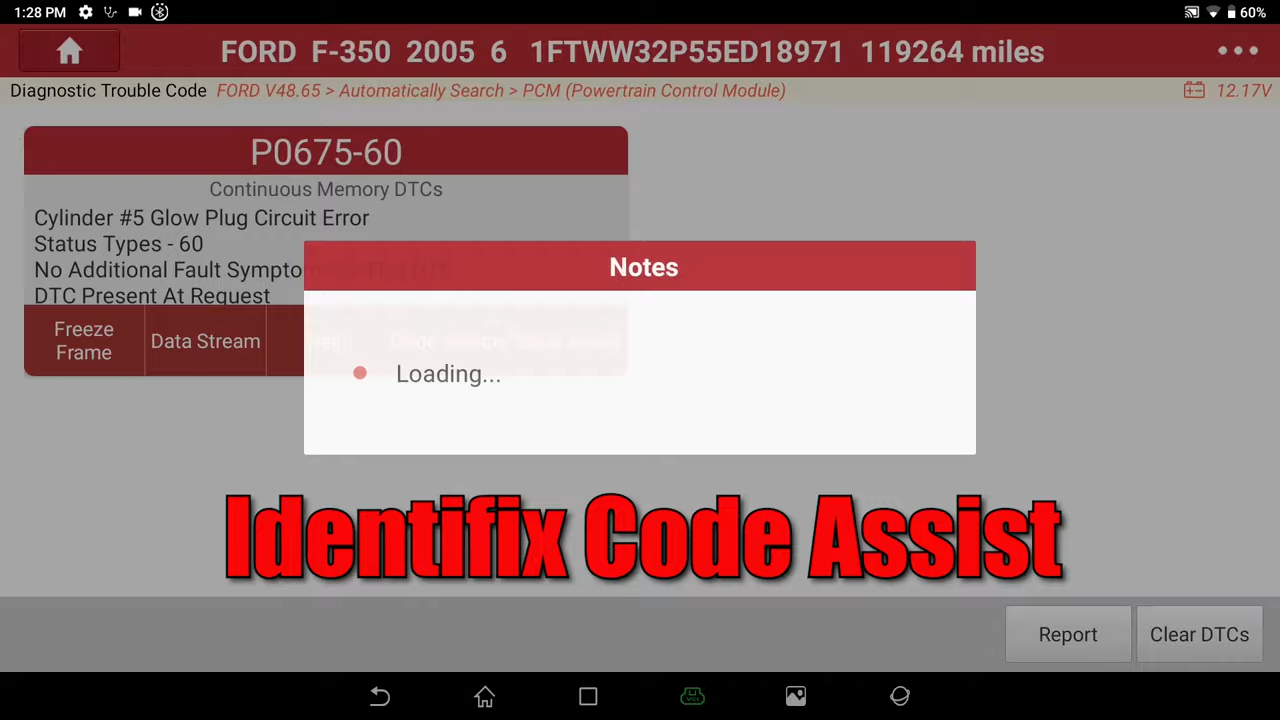 1:28 PM 60%
FORD F-350 2005 6 1FTWW32P55ED18971 119264 miles
Diagnostic Trouble Code FORD V48.65 > Automatically Search > PCM (Powertrain Control Module) 12.17V
P0675-60
Continuous Memory DTCs
Cylinder #5 Glow Plug Circuit Error
Status Types - 60
No Additional Fault Symptom
DTC Present At Request
Freeze
Frame
Data Stream
Notes
Loading...
Identifix Code Assist
Report
Clear DTCs
VCI